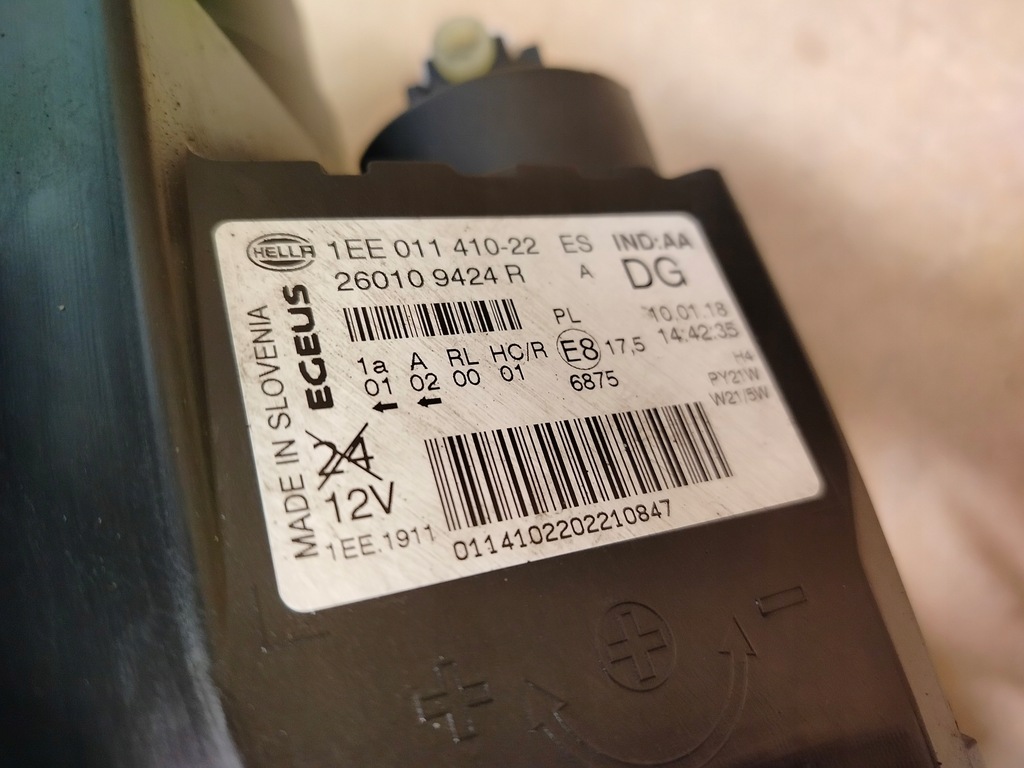 HELLA 1EE 011 410-22 ES IND:AA
26010 9424 R A DG
MADE IN SLOVENIA
EGEUS
PL 10.01.18
14:42:35
1a A RL HC/R E8 17,5
01 02 00 01 6875
H4
PY21W
W21/5W
24
12V
1EE.1911
0114102202210847